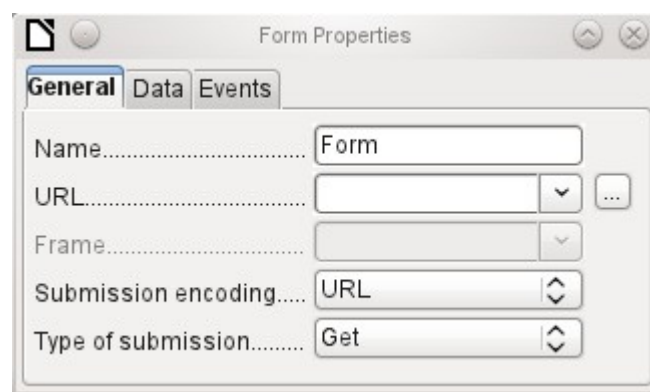 Form Properties
General Data Events
Name............................... Form
URL................................. ...
Frame..............................
Submission encoding..... URL
Type of submission......... Get